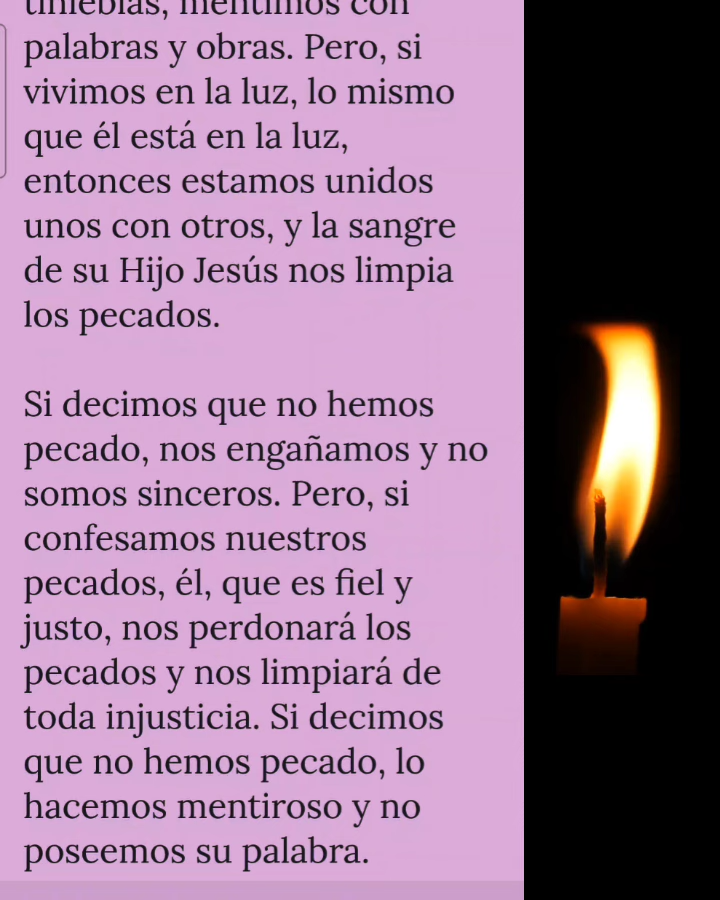 tinieblas, mentimos con
palabras y obras. Pero, si
vivimos en la luz, lo mismo
que él está en la luz,
entonces estamos unidos
unos con otros, y la sangre
de su Hijo Jesús nos limpia
los pecados.
Si decimos que no hemos
pecado, nos engañamos y no
somos sinceros. Pero, si
confesamos nuestros
pecados, él, que es fiel y
justo, nos perdonará los
pecados y nos limpiará de
toda injusticia. Si decimos
que no hemos pecado, lo
hacemos mentiroso y no
poseemos su palabra.